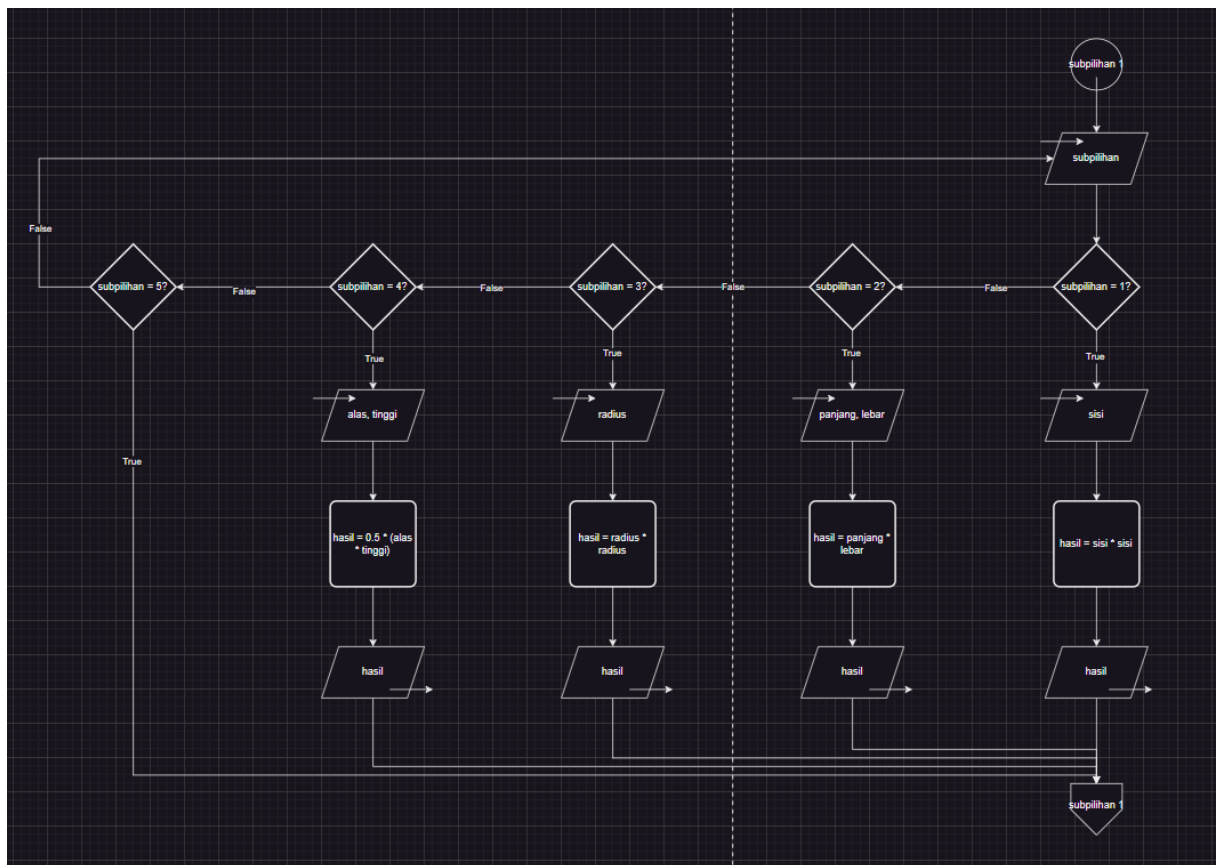 subpilihan 1
subpilihan
False
subpilihan = 5?
False
subpilihan = 4?
False
subpilihan = 3?
False
subpilihan = 2?
False
subpilihan = 1?
True
True
True
True
alas, tinggi
radius
panjang, lebar
sisi
True
hasil = 0.5 * (alas
* tinggi)
hasil = radius *
radius
hasil = panjang *
lebar
hasil = sisi * sisi
hasil
hasil
hasil
hasil
subpilihan 1